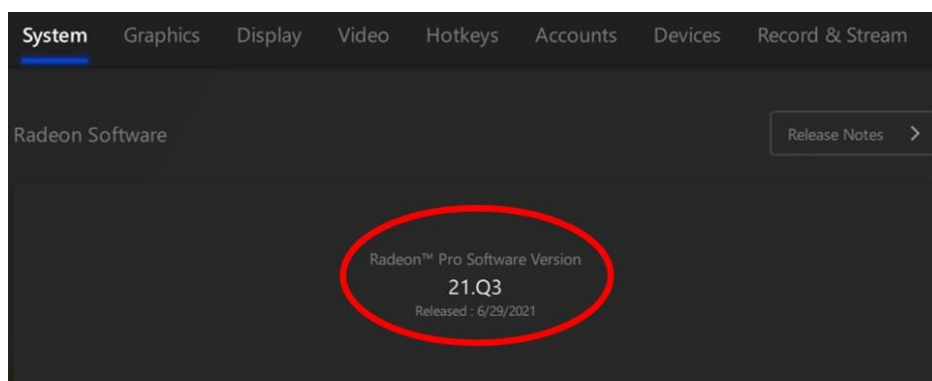 System Graphics Display Video Hotkeys Accounts Devices Record & Stream
Radeon Software
Release Notes
Radeon™ Pro Software Version
21.Q3
Released : 6/29/2021